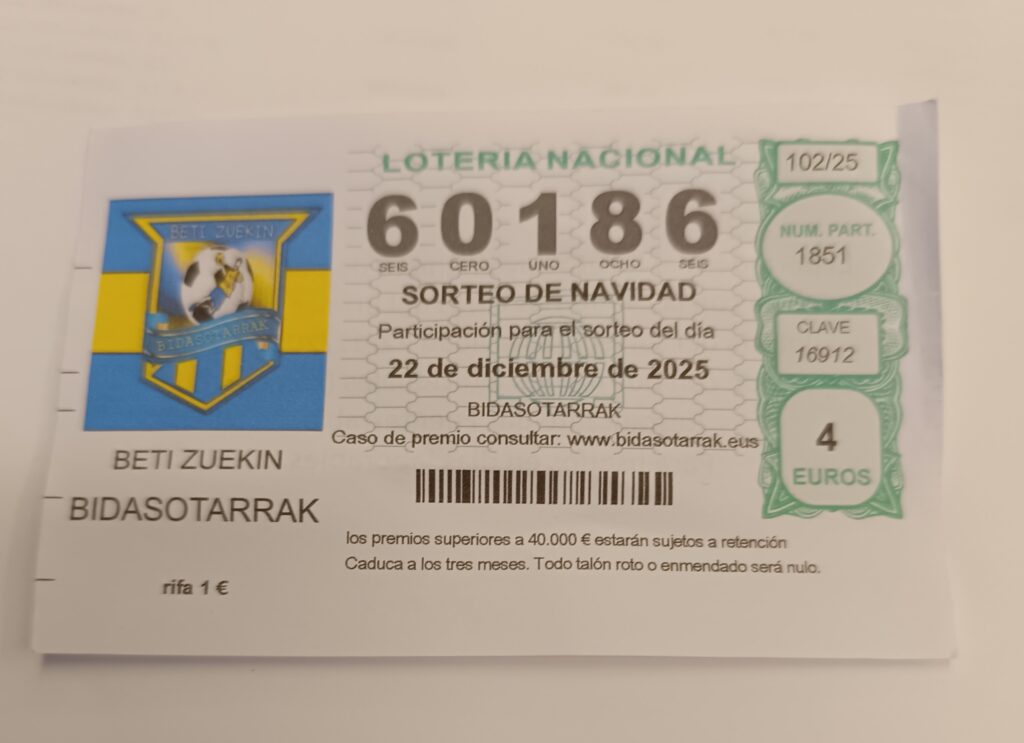 BETI ZUEKIN
BIDASOTARRAK
BETI ZUEKIN
BIDASOTARRAK
rifa 1 €
LOTERIA NACIONAL
60186
SEIS CERO UNO OCHO SEIS
SORTEO DE NAVIDAD
Participación para el sorteo del día
22 de diciembre de 2025
BIDASOTARRAK
Caso de premio consultar: www.bidasotarrak.eus
los premios superiores a 40.000 € estarán sujetos a retención
Caduca a los tres meses. Todo talón roto o enmendado será nulo.
102/25
NUM. PART.
1851
CLAVE
16912
4
EUROS